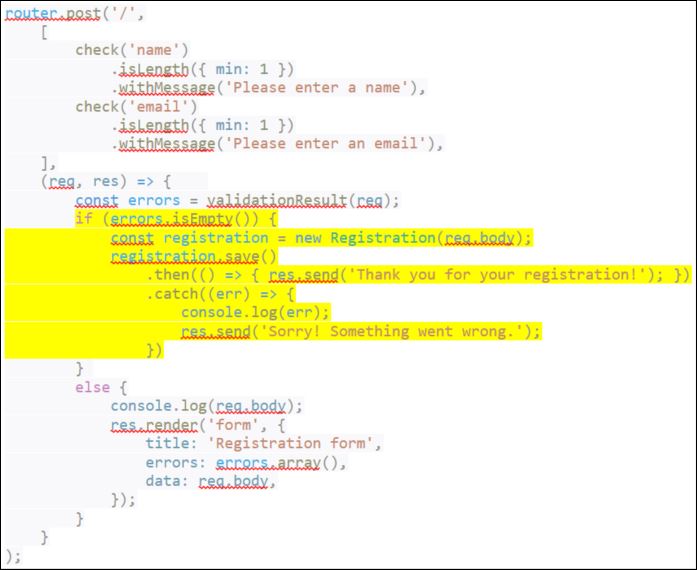 router.post('/',
    [
        check('name')
            .isLength({ min: 1 })
            .withMessage('Please enter a name'),
        check('email')
            .isLength({ min: 1 })
            .withMessage('Please enter an email'),
    ],
    (req, res) => {
        const errors = validationResult(req);
        if (errors.isEmpty()) {
            const registration = new Registration(req.body);
            registration.save()
                .then(() => { res.send('Thank you for your registration!'); })
                .catch((err) => {
                    console.log(err);
                    res.send('Sorry! Something went wrong.');
                })
        }
        else {
            console.log(req.body);
            res.render('form', {
                title: 'Registration form',
                errors: errors.array(),
                data: req.body,
            });
        }
    }
);